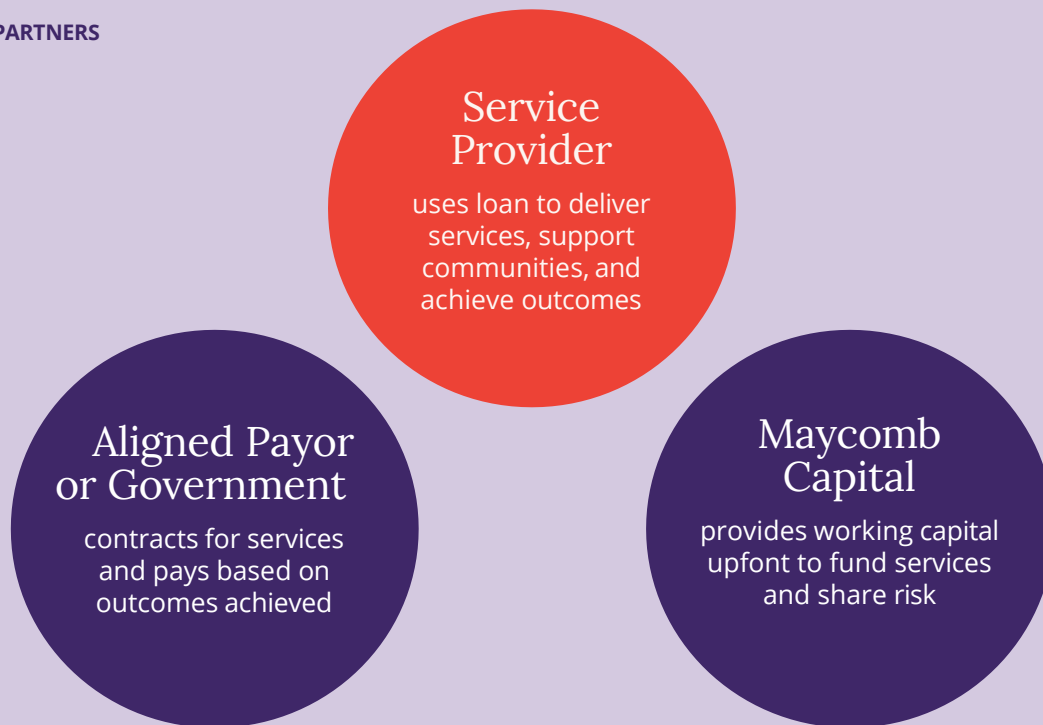 PARTNERS
Service
Provider
uses loan to deliver
services, support
communities, and
achieve outcomes
Aligned Payor
or Government
contracts for services
and pays based on
outcomes achieved
Maycomb
Capital
provides working capital
upfont to fund services
and share risk